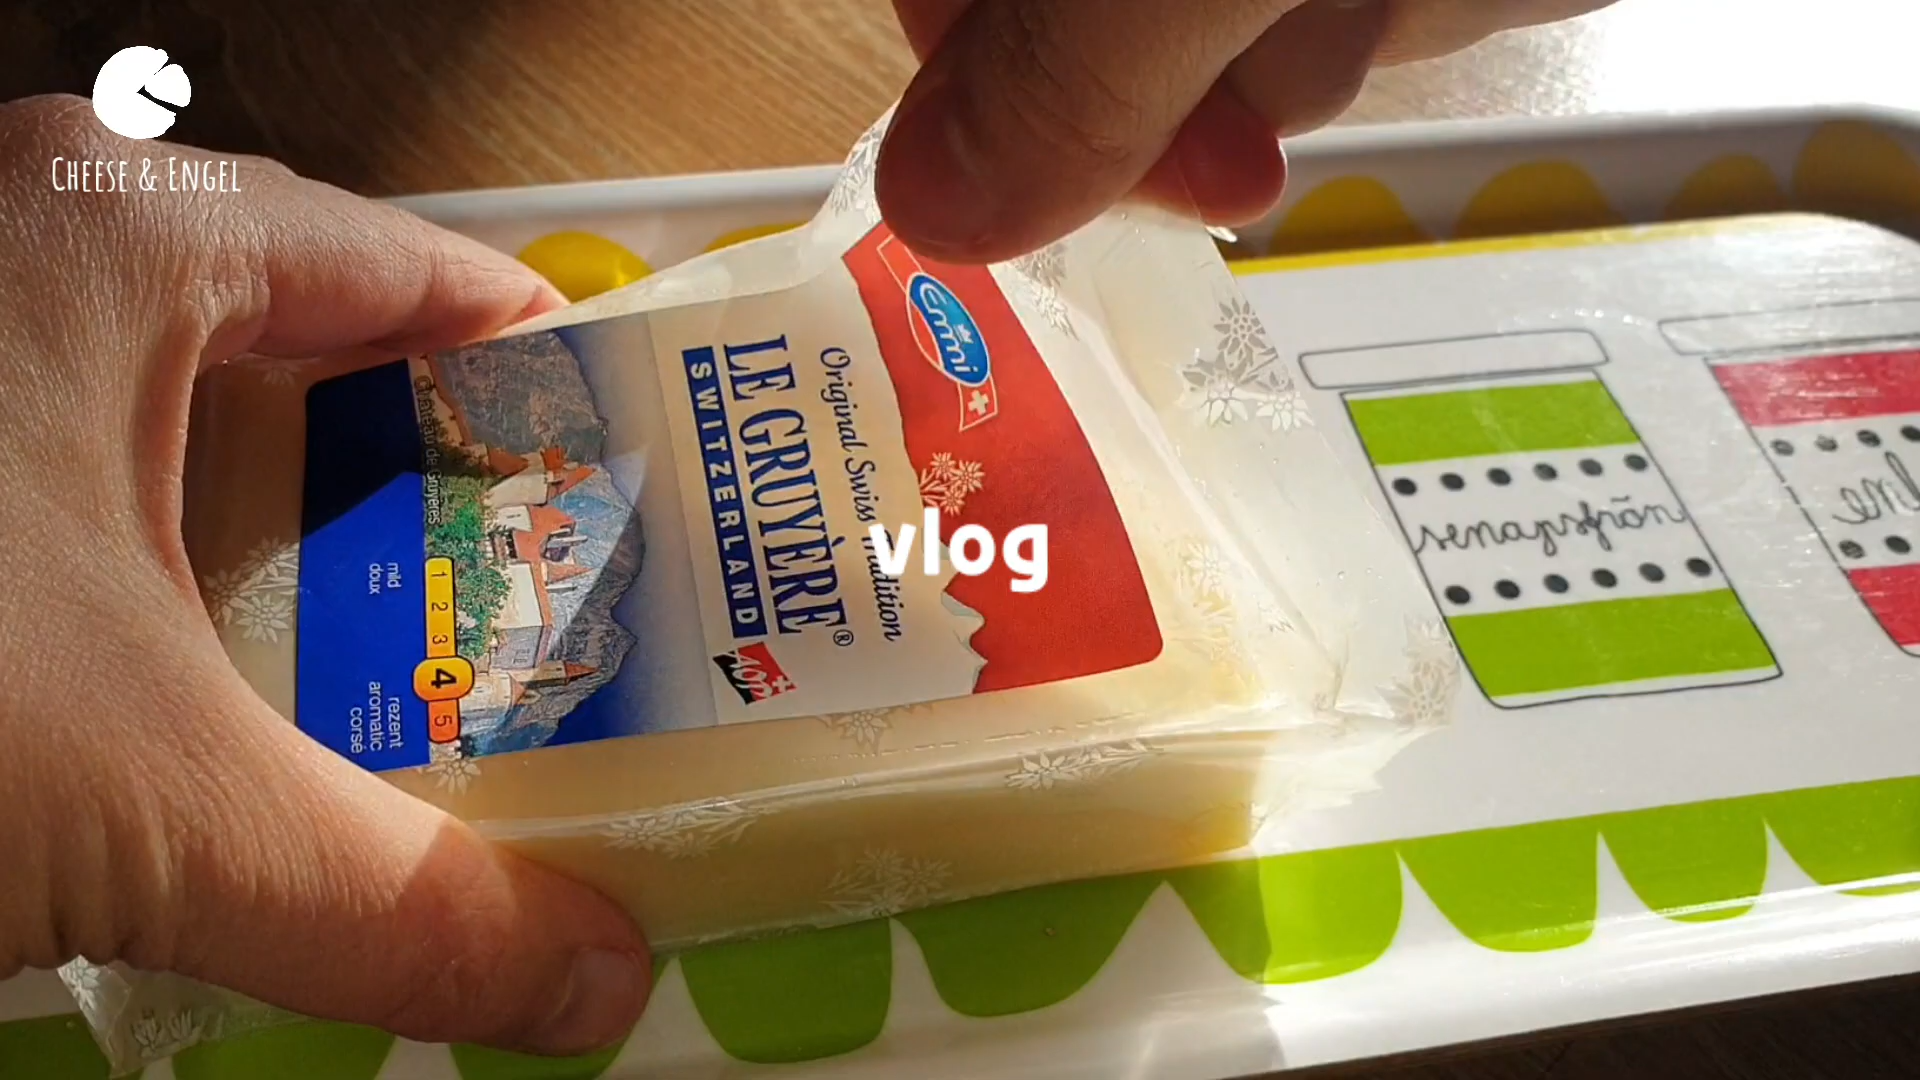 CHEESE & ENGEL
vlog
Emmi
Original Swiss Tradition
LE GRUYÈRE®
SWITZERLAND
AOP
Château de Gruyères
mild
doux
1 2 3 4 5
rezent
aromatic
corsé
senapsfrön